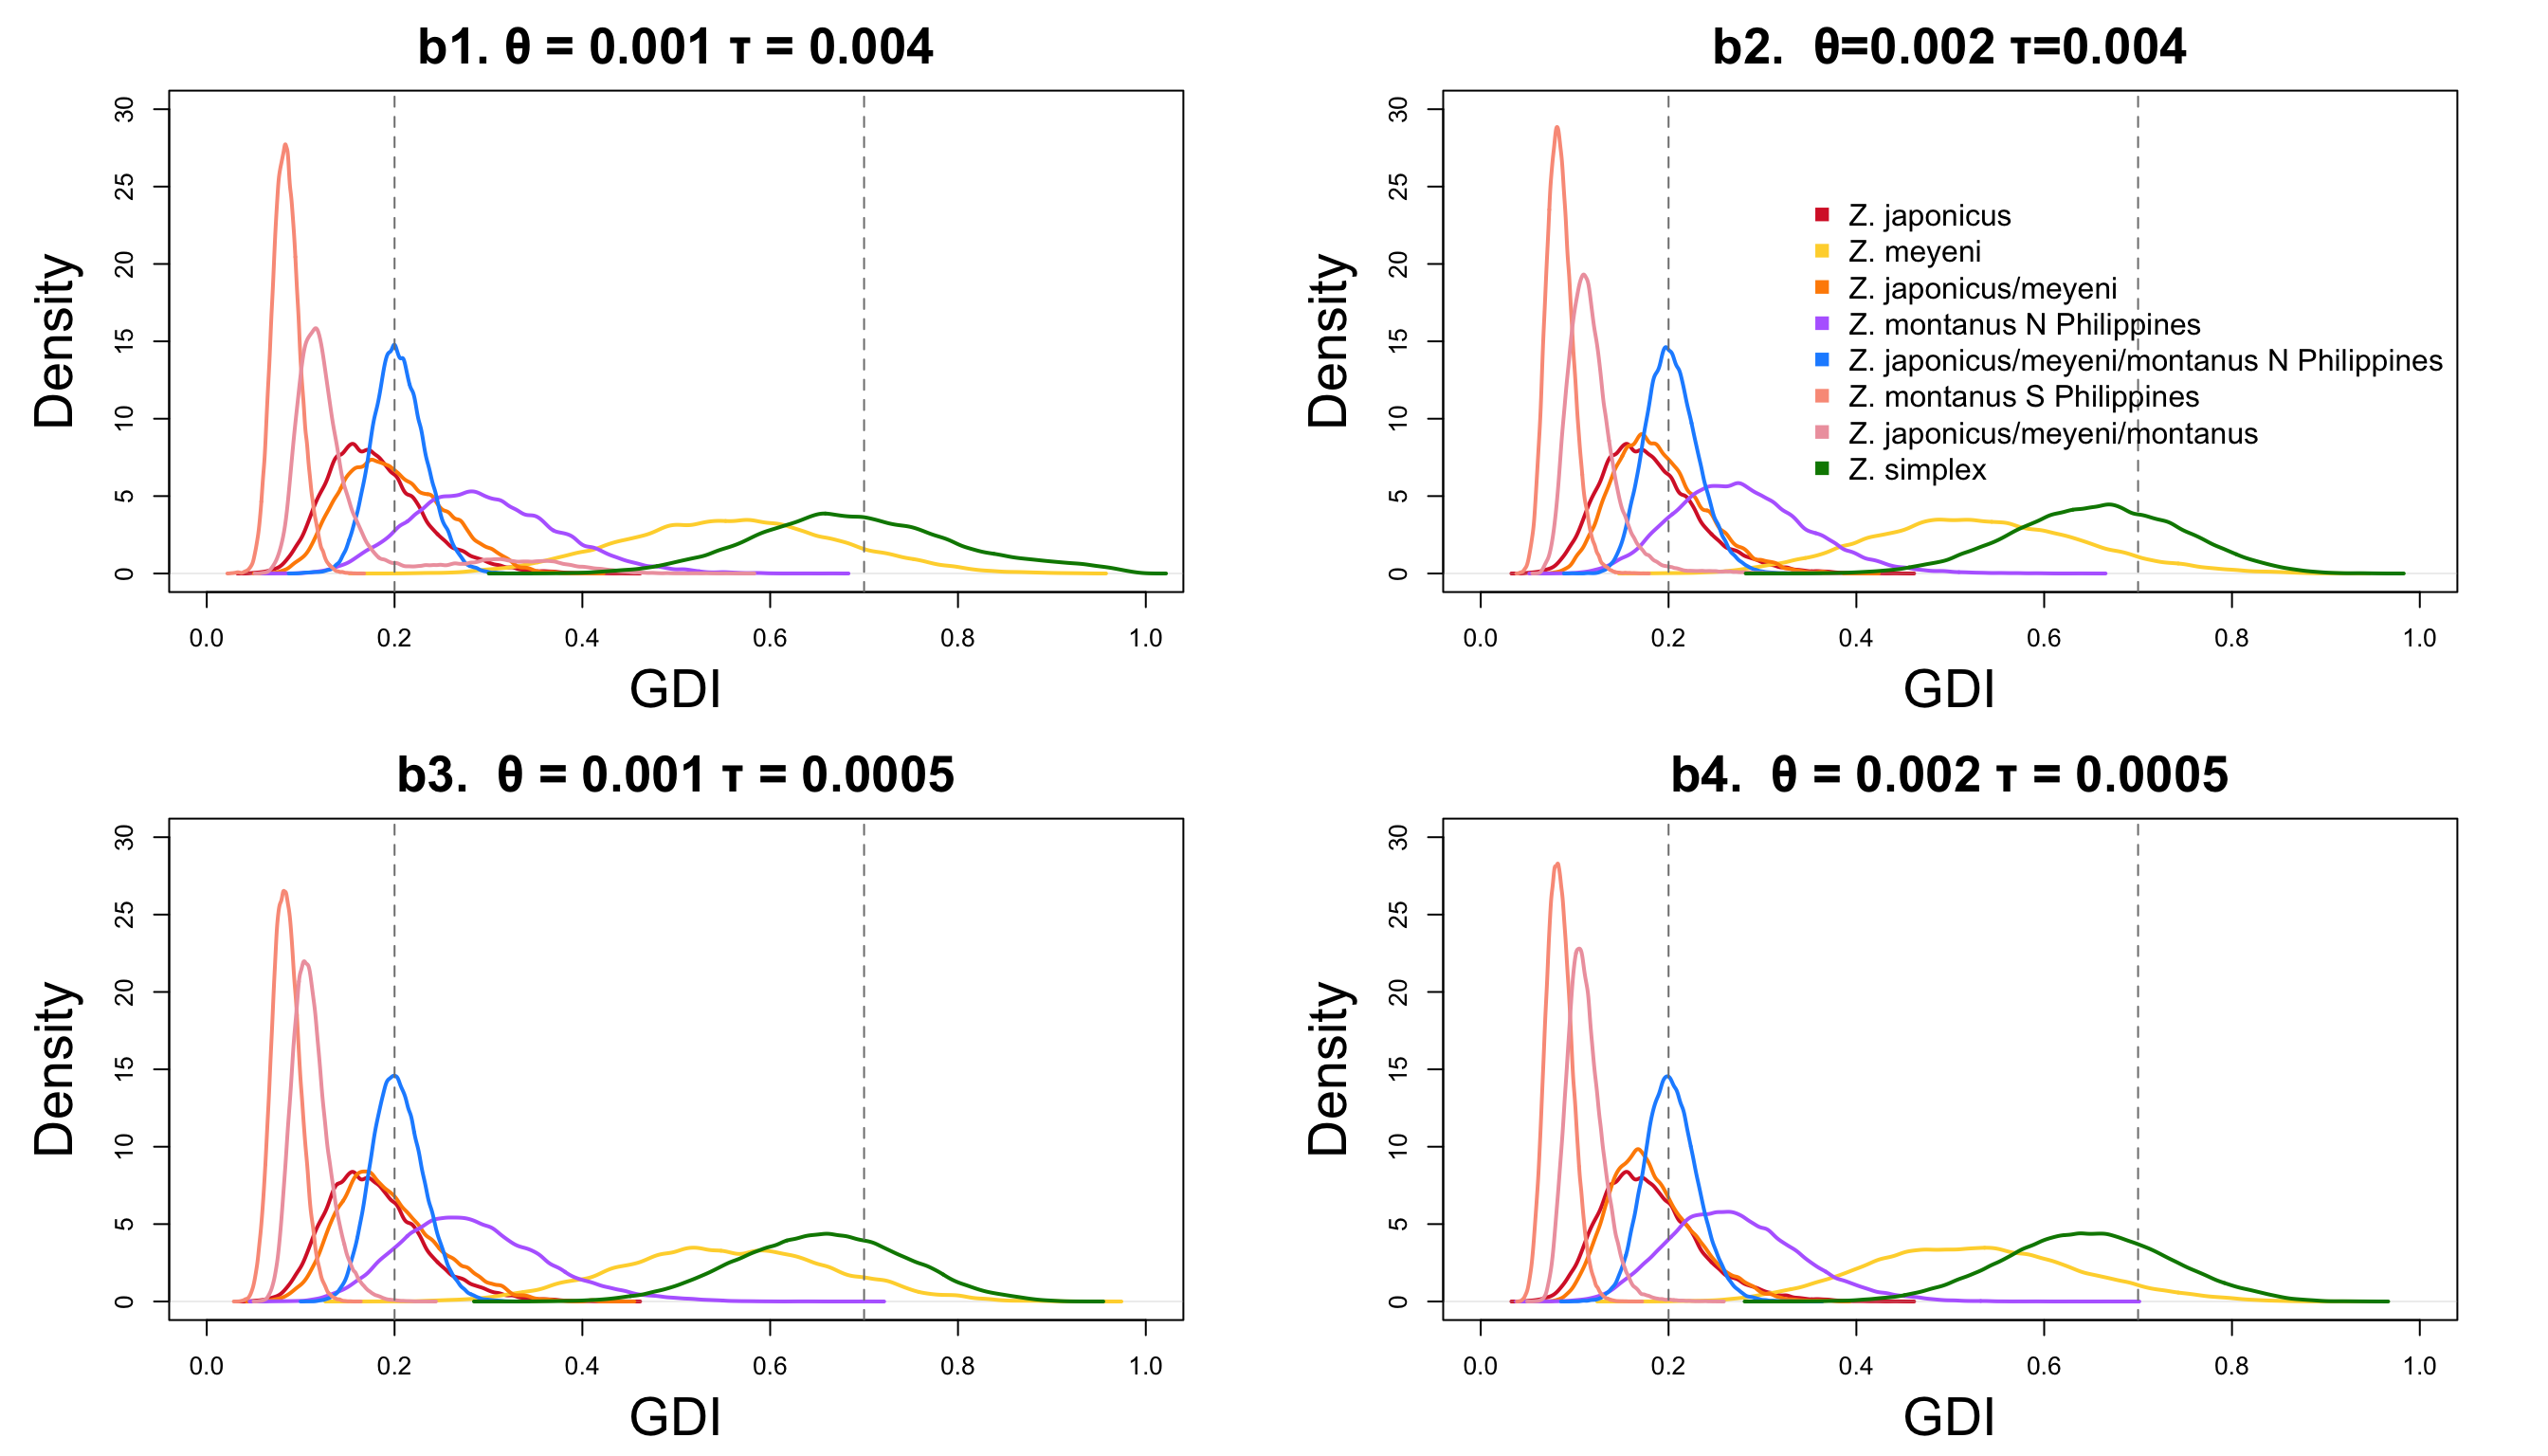 b1. θ = 0.001 τ = 0.004
Density
30
25
20
15
10
5
0
0.0 0.2 0.4 0.6 0.8 1.0
GDI
b2. θ=0.002 τ=0.004
Density
30
25
20
15
10
5
0
Z. japonicus
Z. meyeni
Z. japonicus/meyeni
Z. montanus N Philippines
Z. japonicus/meyeni/montanus N Philippines
Z. montanus S Philippines
Z. japonicus/meyeni/montanus
Z. simplex
0.0 0.2 0.4 0.6 0.8 1.0
GDI
b3. θ = 0.001 τ = 0.0005
Density
30
25
20
15
10
5
0
0.0 0.2 0.4 0.6 0.8 1.0
GDI
b4. θ = 0.002 τ = 0.0005
Density
30
25
20
15
10
5
0
0.0 0.2 0.4 0.6 0.8 1.0
GDI